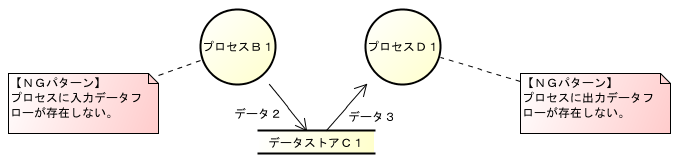 プロセスB１
プロセスD１
【NGパターン】
プロセスに入力データフ
ローが存在しない。
【NGパターン】
プロセスに出力データフ
ローが存在しない。
データ２
データ３
データストアC１